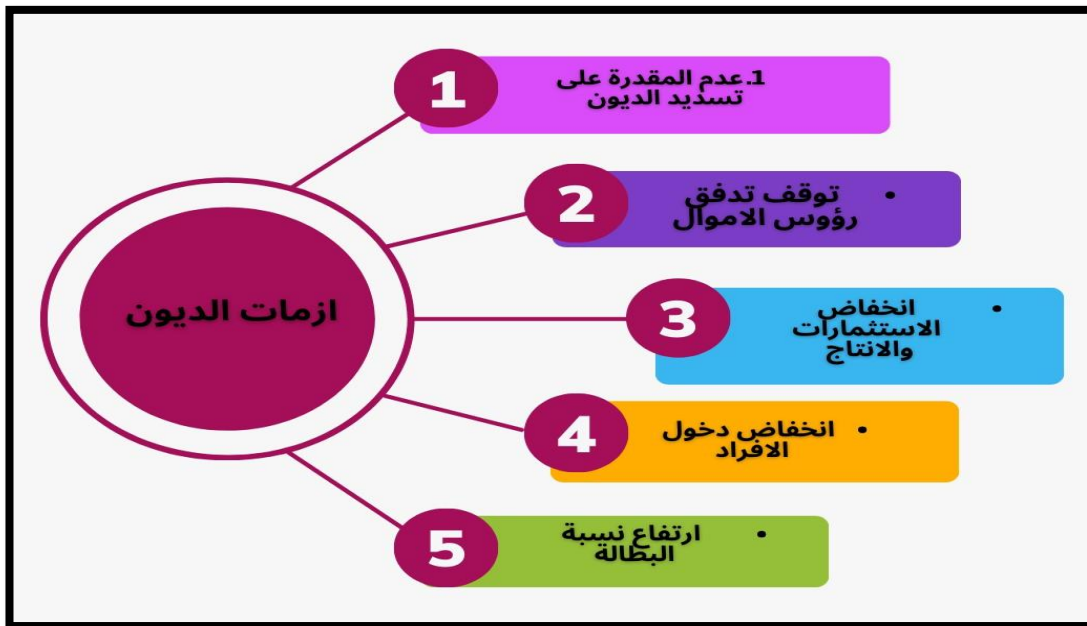 ازمات الديون
1
1.عدم المقدرة على
تسديد الديون
2
• توقف تدفق
رؤوس الاموال
3
• انخفاض
الاستثمارات
والانتاج
4
• انخفاض دخول
الافراد
5
• ارتفاع نسبة
البطالة